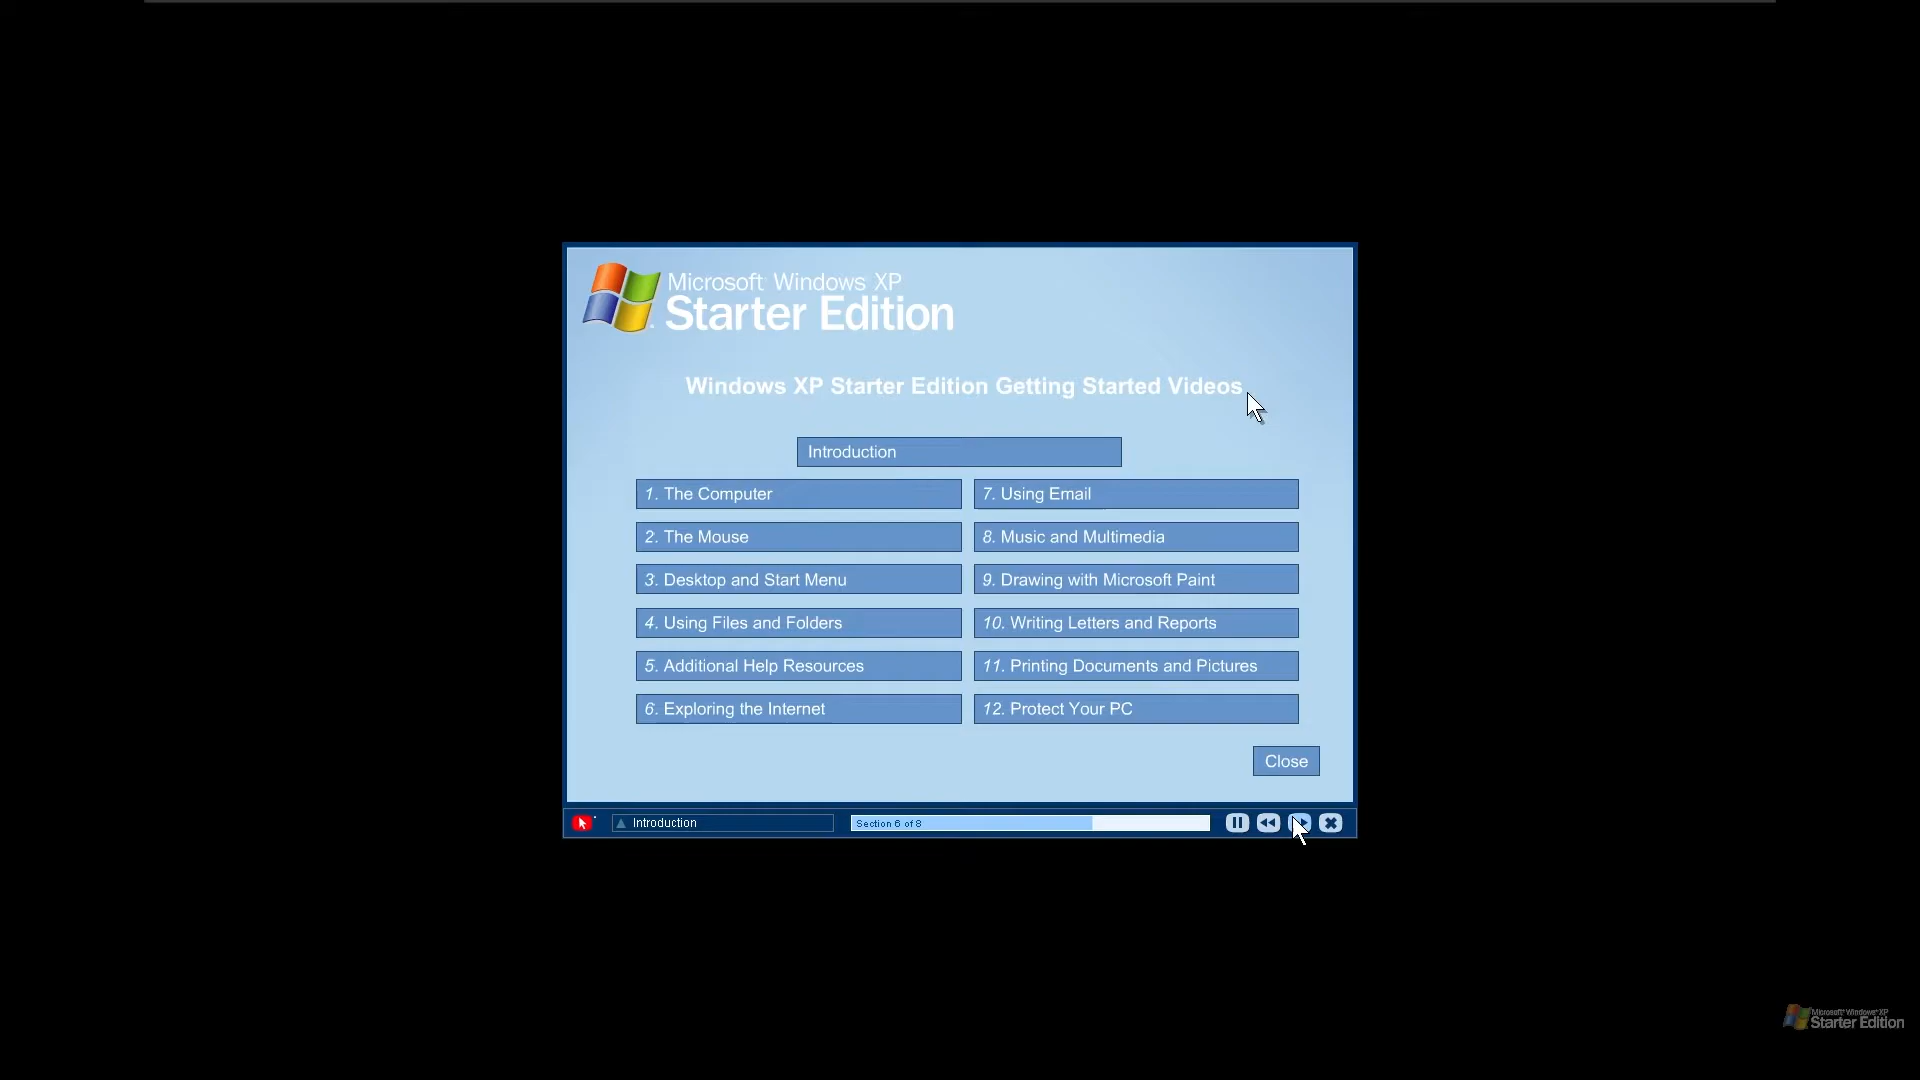 Microsoft Windows XP
Starter Edition
Windows XP Starter Edition Getting Started Videos
Introduction
1. The Computer
2. The Mouse
3. Desktop and Start Menu
4. Using Files and Folders
5. Additional Help Resources
6. Exploring the Internet
7. Using Email
8. Music and Multimedia
9. Drawing with Microsoft Paint
10. Writing Letters and Reports
11. Printing Documents and Pictures
12. Protect Your PC
Close
Introduction
Section 6 of 8
Microsoft Windows XP
Starter Edition